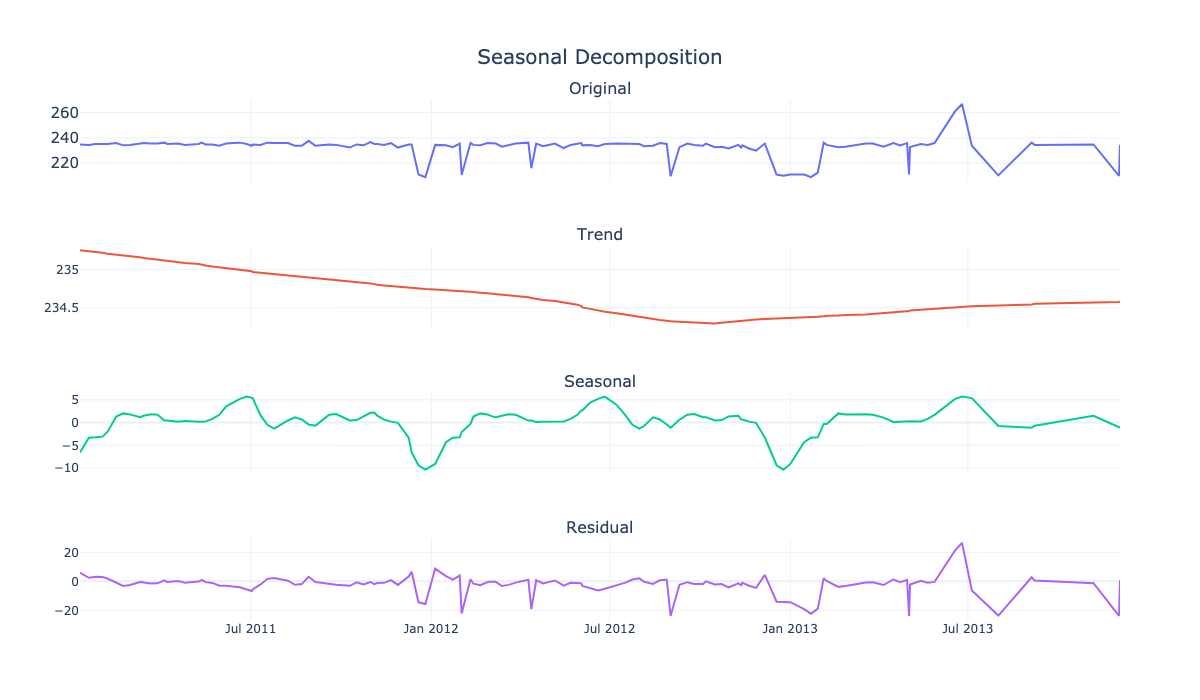 Seasonal Decomposition
Original
260
240
220
Trend
235
234.5
Seasonal
5
0
−5
−10
Residual
20
0
−20
Jul 2011 Jan 2012 Jul 2012 Jan 2013 Jul 2013